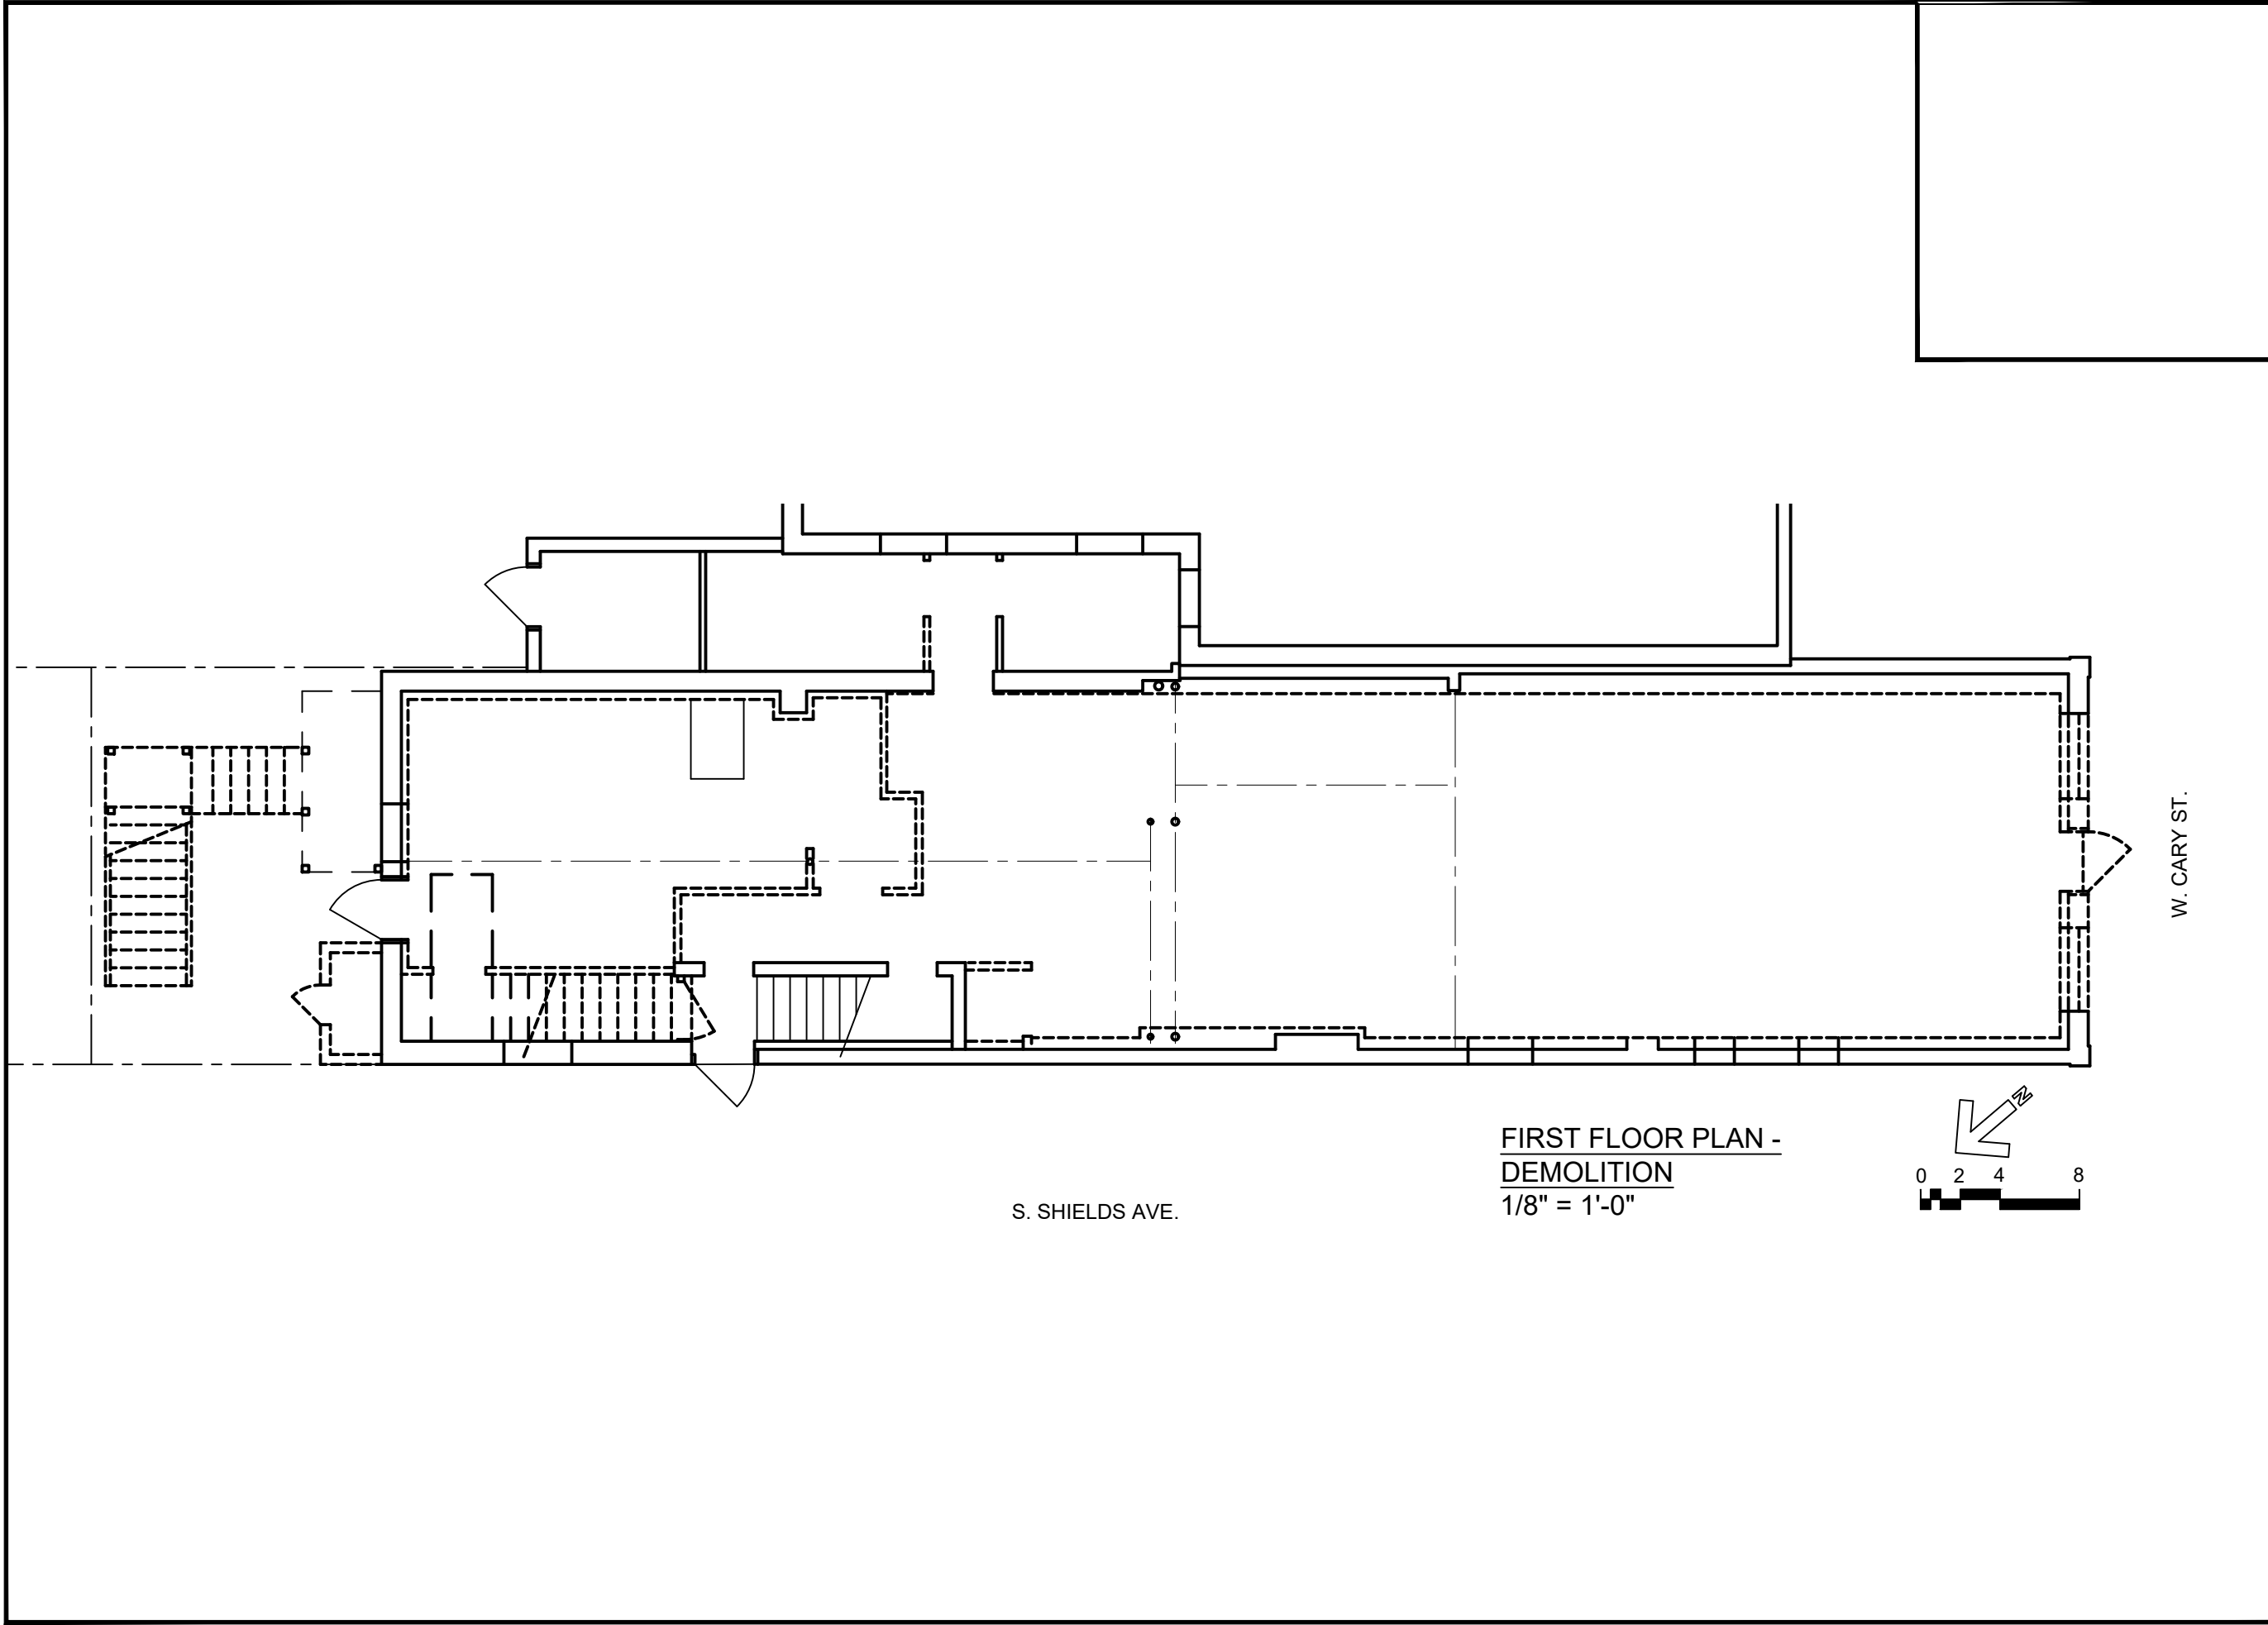 W. CARY ST.
N
FIRST FLOOR PLAN -
DEMOLITION
1/8" = 1'-0"
0 2 4 8
S. SHIELDS AVE.